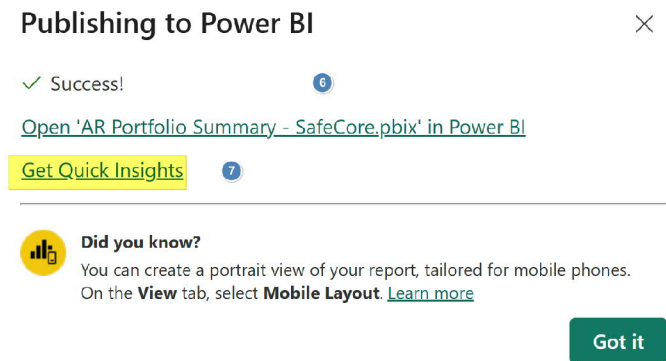 Publishing to Power BI
Success!
6
Open 'AR Portfolio Summary - SafeCore.pbix' in Power BI
Get Quick Insights
7
Did you know?
You can create a portrait view of your report, tailored for mobile phones.
On the View tab, select Mobile Layout. Learn more
Got it